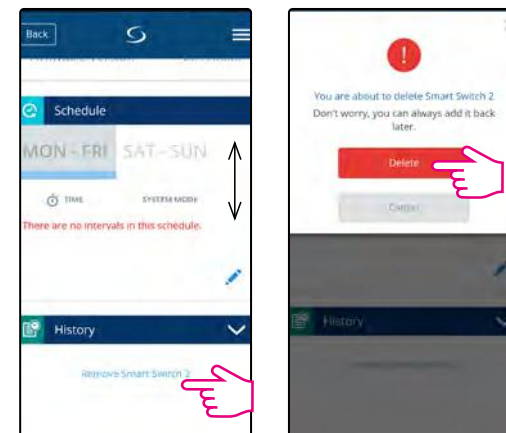 Back
Schedule
MON - FRI SAT - SUN
TIME SYSTEM MODE
There are no intervals in this schedule.
History
Remove Smart Switch 2
You are about to delete Smart Switch 2
Don't worry, you can always add it back
later.
Delete
Cancel
History